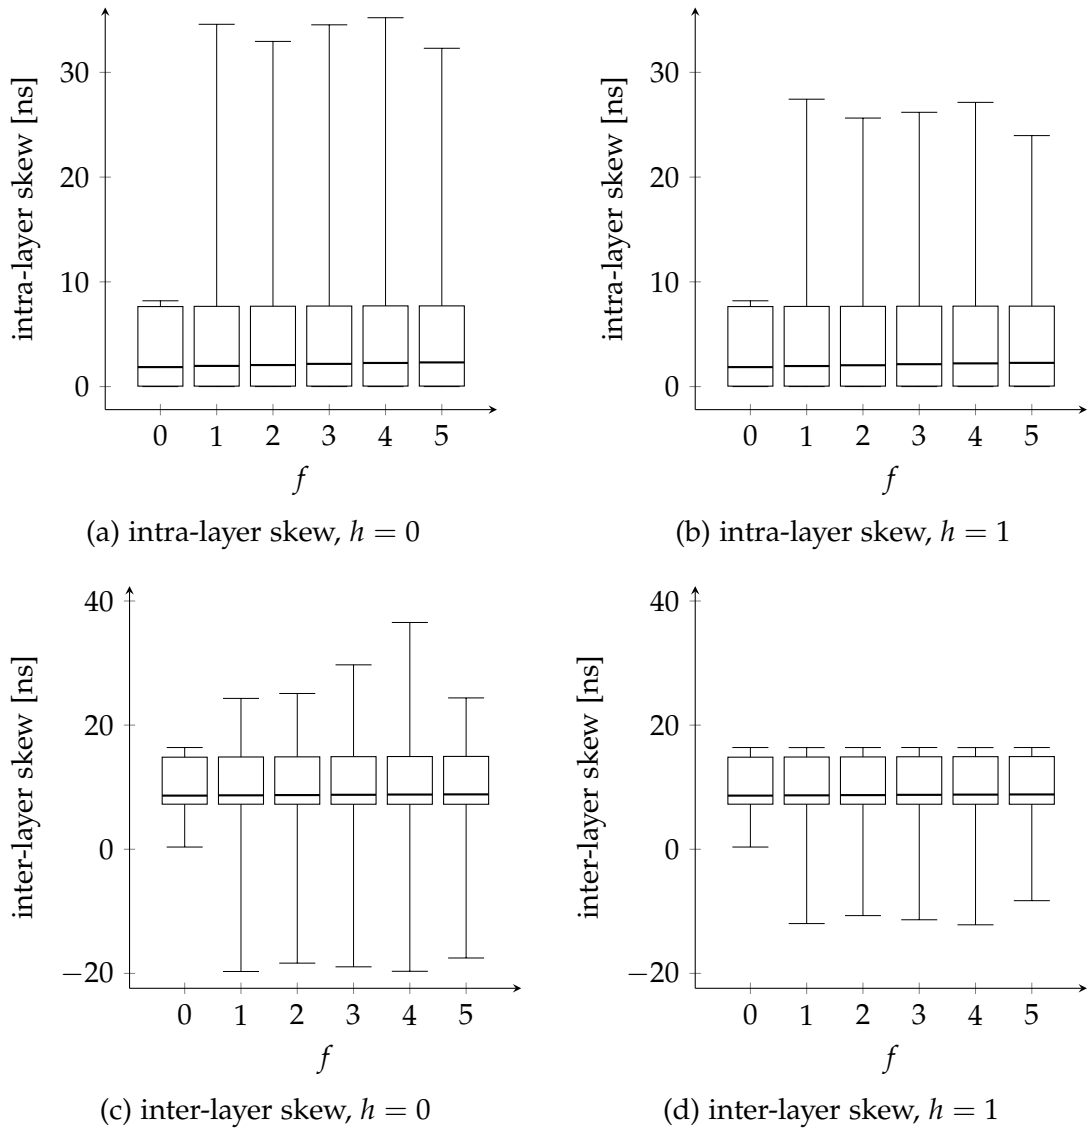 intra-layer skew [ns]
30
20
10
0
0 1 2 3 4 5
f
(a) intra-layer skew, h = 0
intra-layer skew [ns]
30
20
10
0
0 1 2 3 4 5
f
(b) intra-layer skew, h = 1
inter-layer skew [ns]
40
20
0
−20
0 1 2 3 4 5
f
(c) inter-layer skew, h = 0
inter-layer skew [ns]
40
20
0
−20
0 1 2 3 4 5
f
(d) inter-layer skew, h = 1